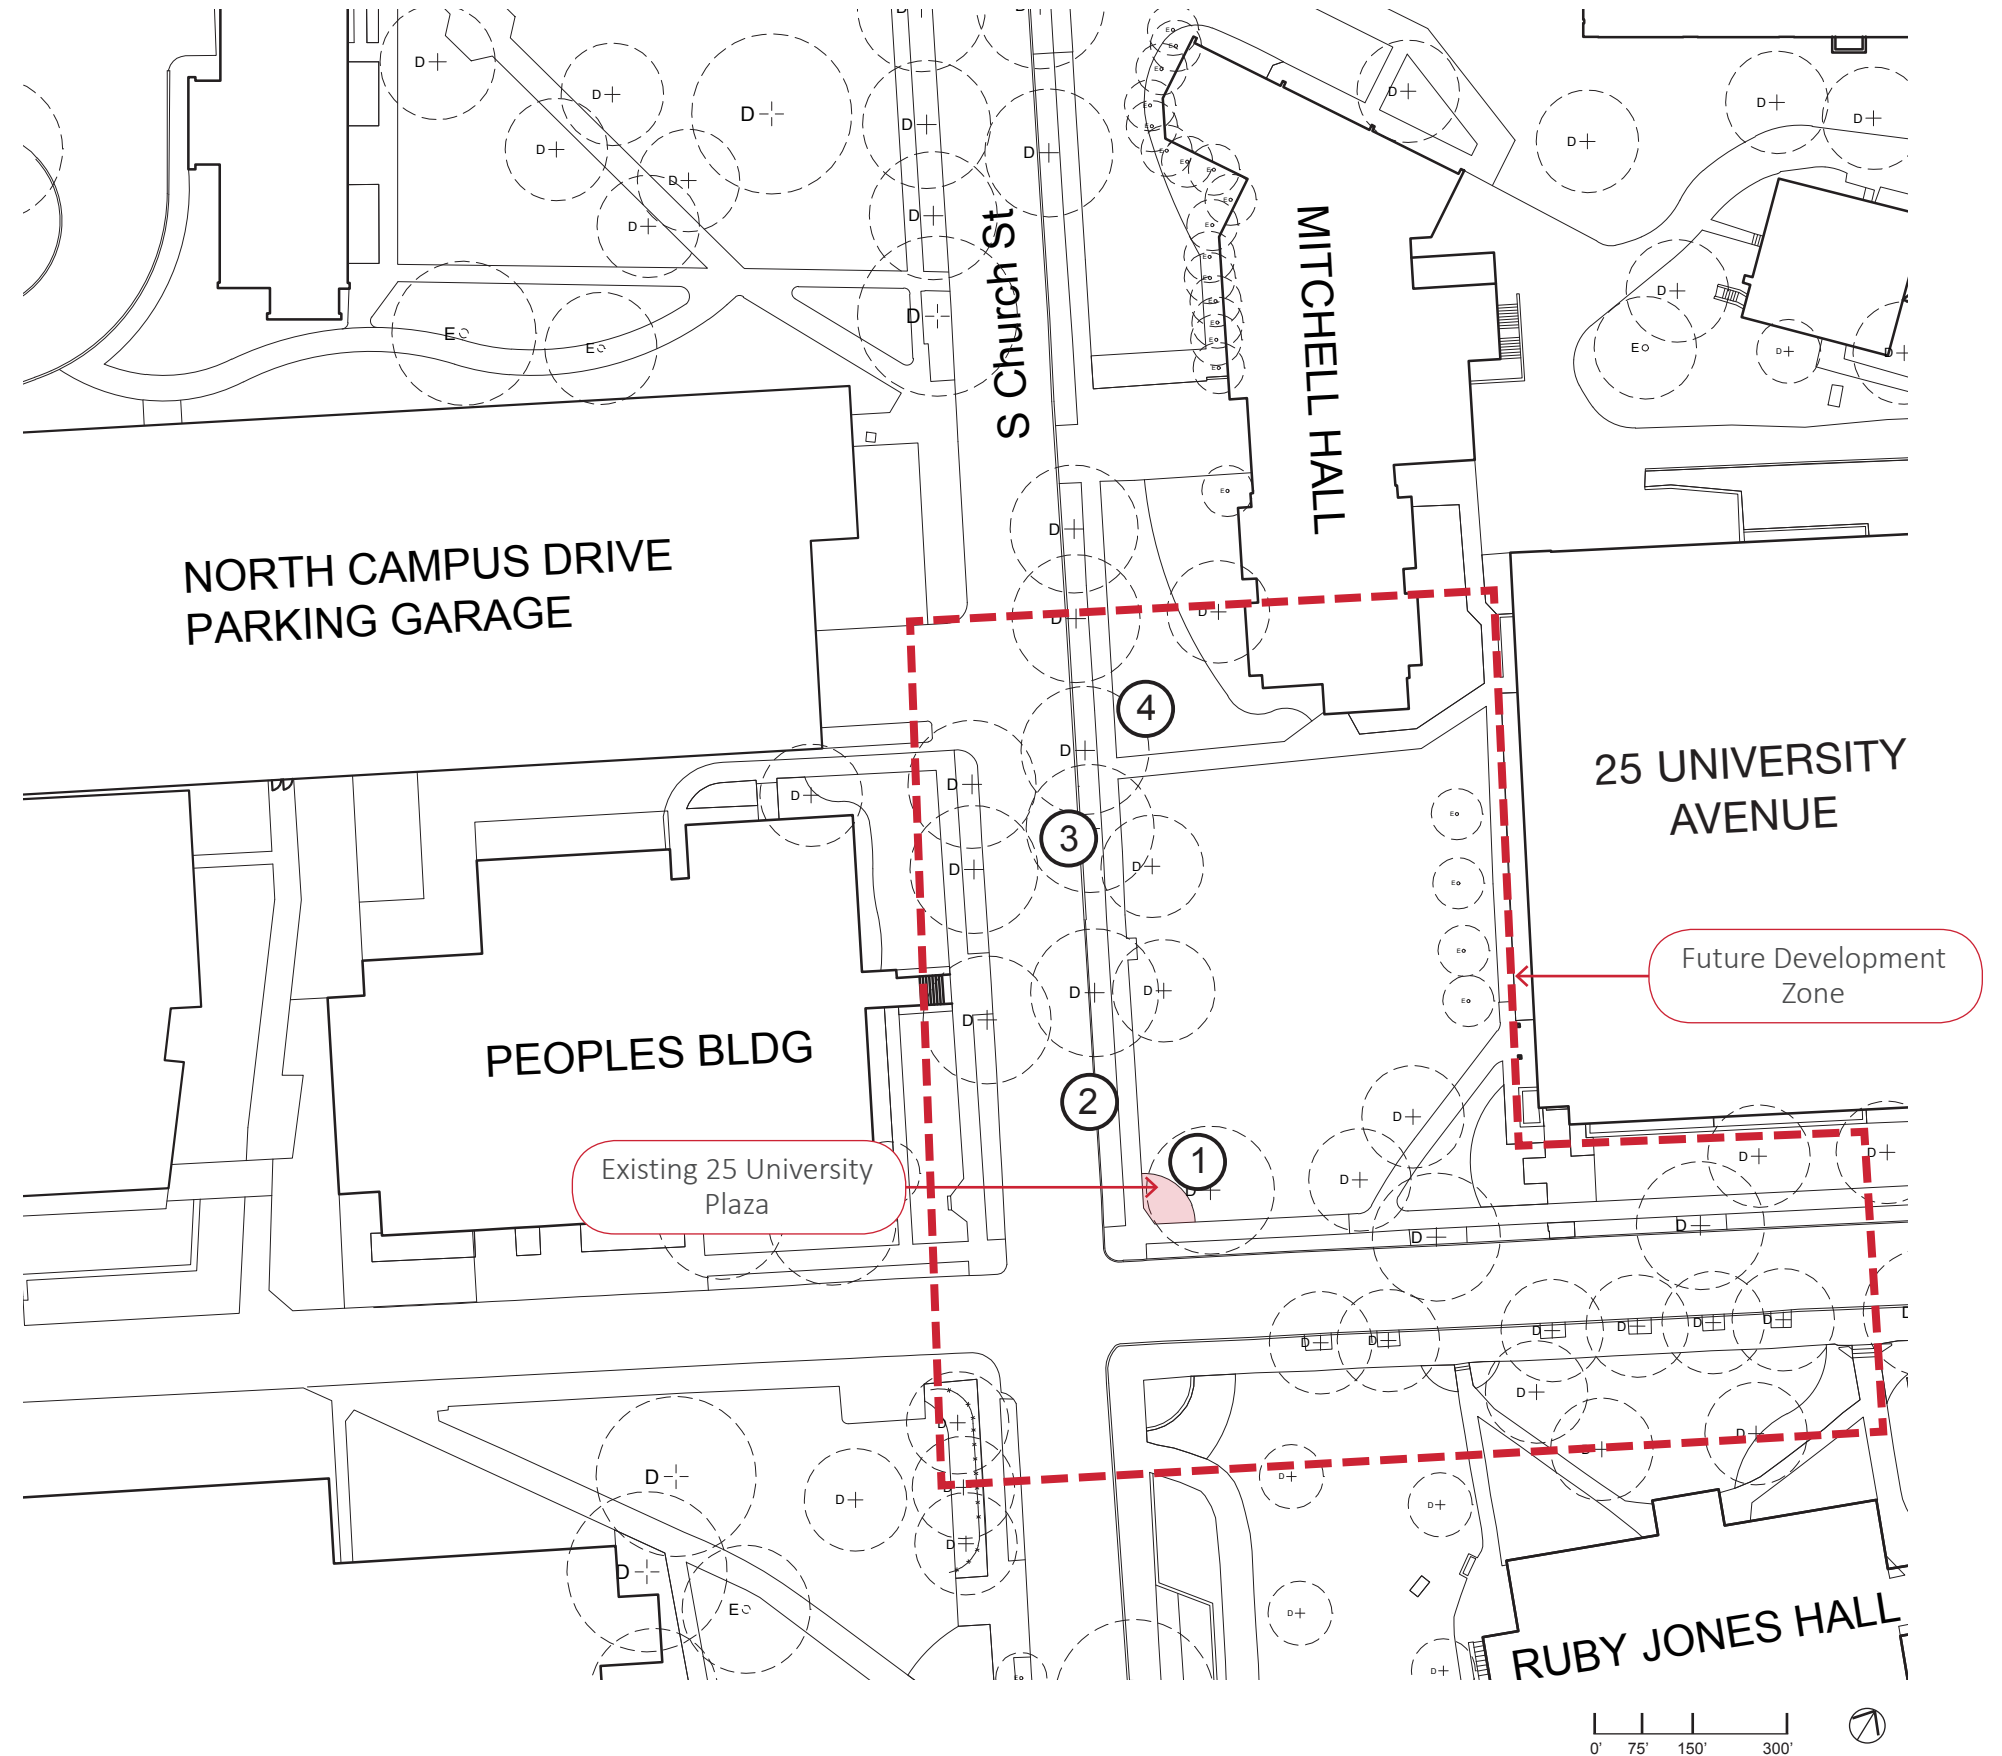 S Church St
MITCHELL HALL
NORTH CAMPUS DRIVE
PARKING GARAGE
4
25 UNIVERSITY
AVENUE
3
Future Development
Zone
PEOPLES BLDG
2
1
Existing 25 University
Plaza
RUBY JONES HALL
0' 75' 150' 300'